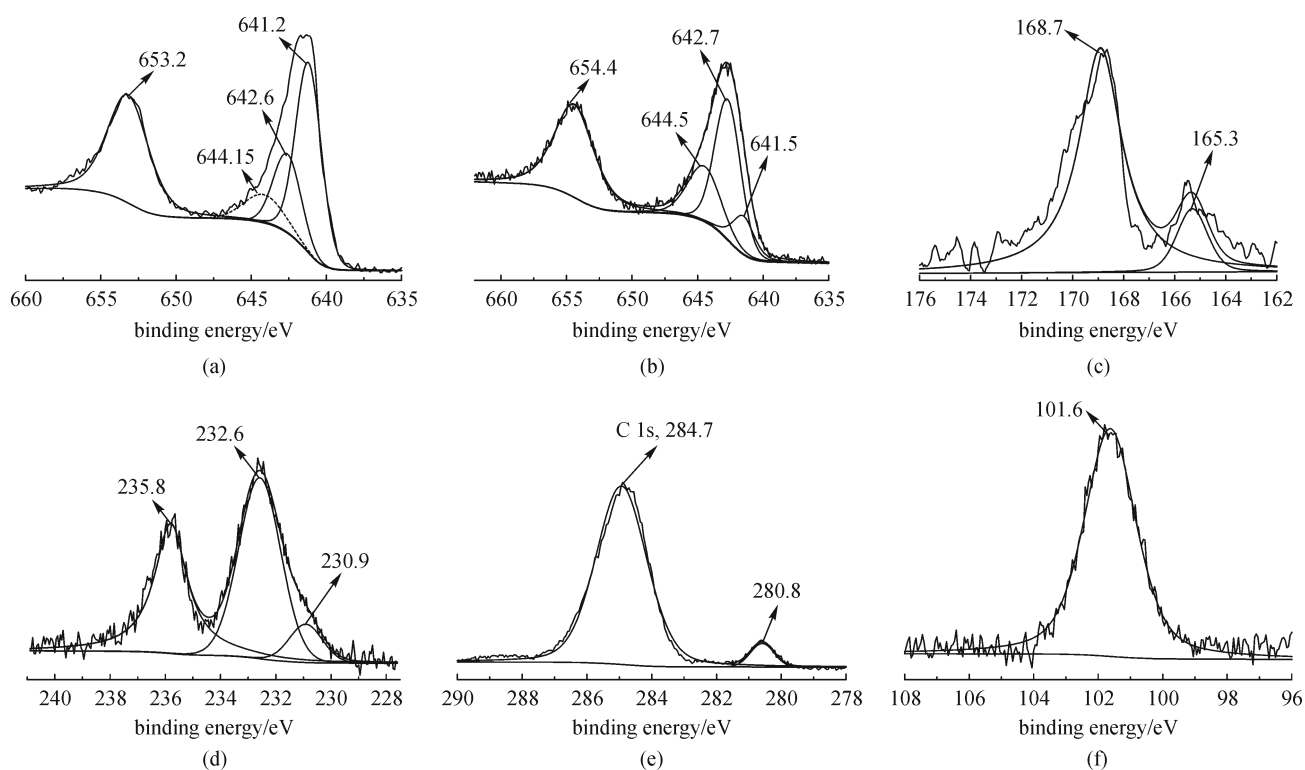 641.2
653.2
642.6
644.15
660 655 650 645 640 635
binding energy/eV
(a)
642.7
654.4
644.5
641.5
660 655 650 645 640 635
binding energy/eV
(b)
168.7
165.3
176 174 172 170 168 166 164 162
binding energy/eV
(c)
232.6
235.8
230.9
240 238 236 234 232 230 228
binding energy/eV
(d)
C 1s, 284.7
280.8
290 288 286 284 282 280 278
binding energy/eV
(e)
101.6
108 106 104 102 100 98 96
binding energy/eV
(f)